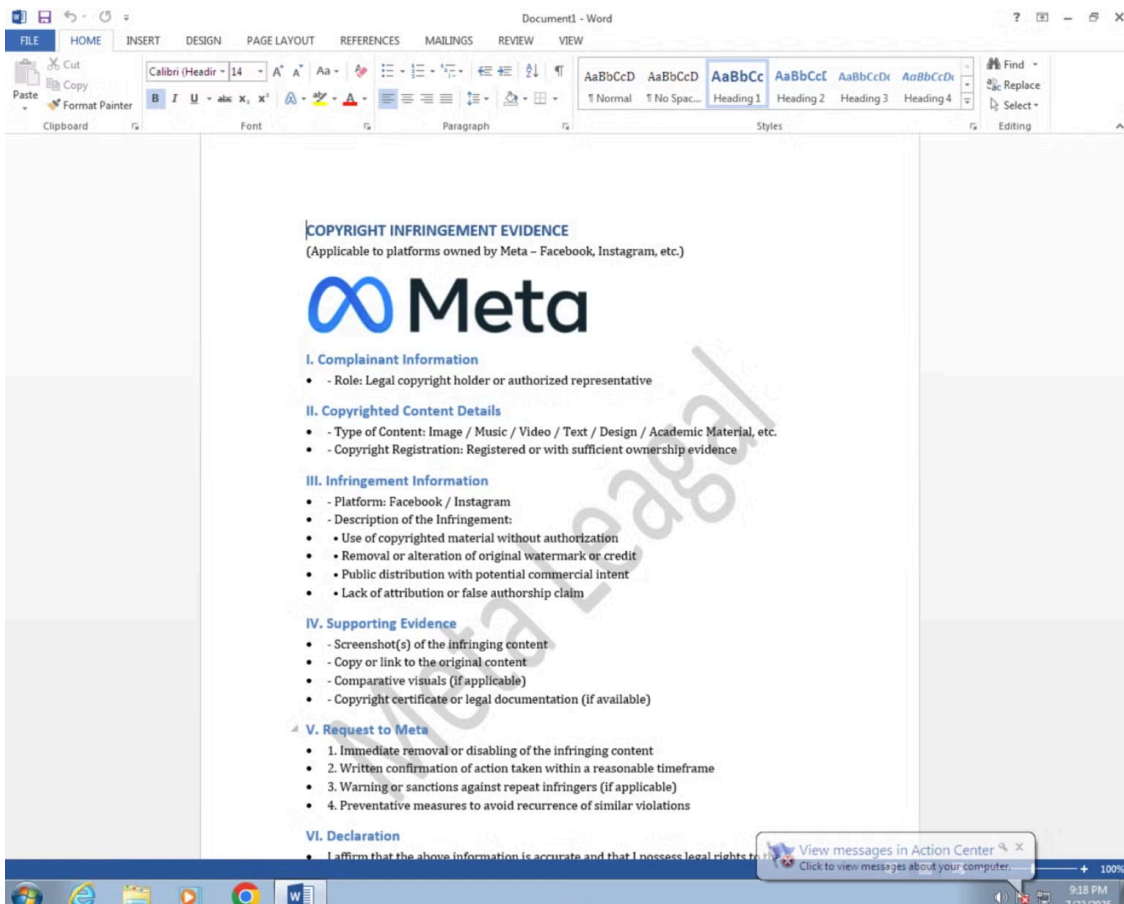 Document1 - Word
FILE HOME INSERT DESIGN PAGE LAYOUT REFERENCES MAILINGS REVIEW VIEW
Paste
Cut
Copy
Format Painter
Calibri (Headir 14
Aa
B I U abc
AaBbCcD AaBbCcD AaBbCc AaBbCcD AaBbCcDc AaBbCcDc
¶ Normal ¶ No Spac... Heading 1 Heading 2 Heading 3 Heading 4
Find
Replace
Select
Clipboard Font Paragraph Styles Editing
COPYRIGHT INFRINGEMENT EVIDENCE
(Applicable to platforms owned by Meta – Facebook, Instagram, etc.)
Meta
I. Complainant Information
• - Role: Legal copyright holder or authorized representative
II. Copyrighted Content Details
• - Type of Content: Image / Music / Video / Text / Design / Academic Material, etc.
• - Copyright Registration: Registered or with sufficient ownership evidence
III. Infringement Information
• - Platform: Facebook / Instagram
• - Description of the Infringement:
• • Use of copyrighted material without authorization
• • Removal or alteration of original watermark or credit
• • Public distribution with potential commercial intent
• • Lack of attribution or false authorship claim
IV. Supporting Evidence
• - Screenshot(s) of the infringing content
• - Copy or link to the original content
• - Comparative visuals (if applicable)
• - Copyright certificate or legal documentation (if available)
V. Request to Meta
• 1. Immediate removal or disabling of the infringing content
• 2. Written confirmation of action taken within a reasonable timeframe
• 3. Warning or sanctions against repeat infringers (if applicable)
• 4. Preventative measures to avoid recurrence of similar violations
VI. Declaration
• I affirm that the above information is accurate and that I possess legal rights to
Meta Leagal
View messages in Action Center
Click to view messages about your computer.
100%
9:18 PM